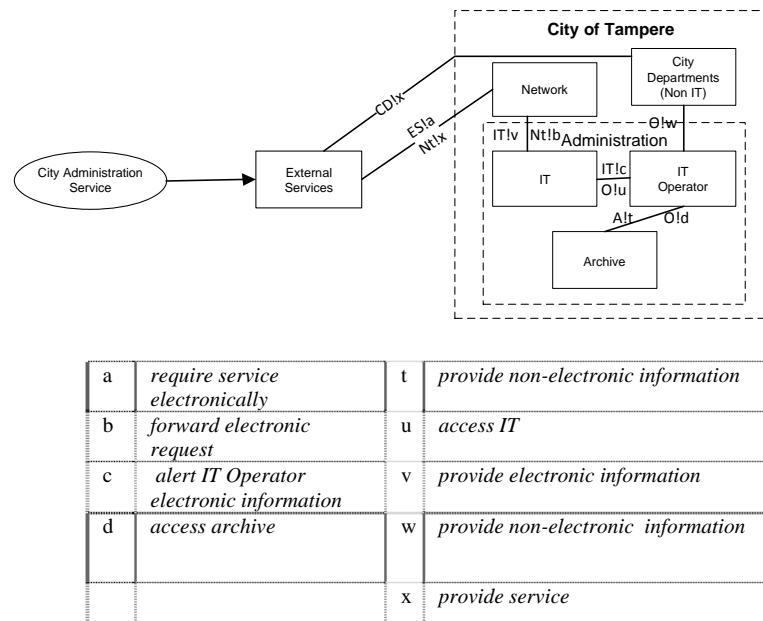 City of Tampere
City
Departments
(Non IT)
Network
CD!x
ES!a
Nt!x
O!w
IT!v
Nt!b
Administration
City Administration
Service
External
Services
IT
IT!c
O!u
IT
Operator
A!t
O!d
Archive
a require service electronically t provide non-electronic information
b forward electronic request u access IT
c alert IT Operator electronic information v provide electronic information
d access archive w provide non-electronic information
x provide service